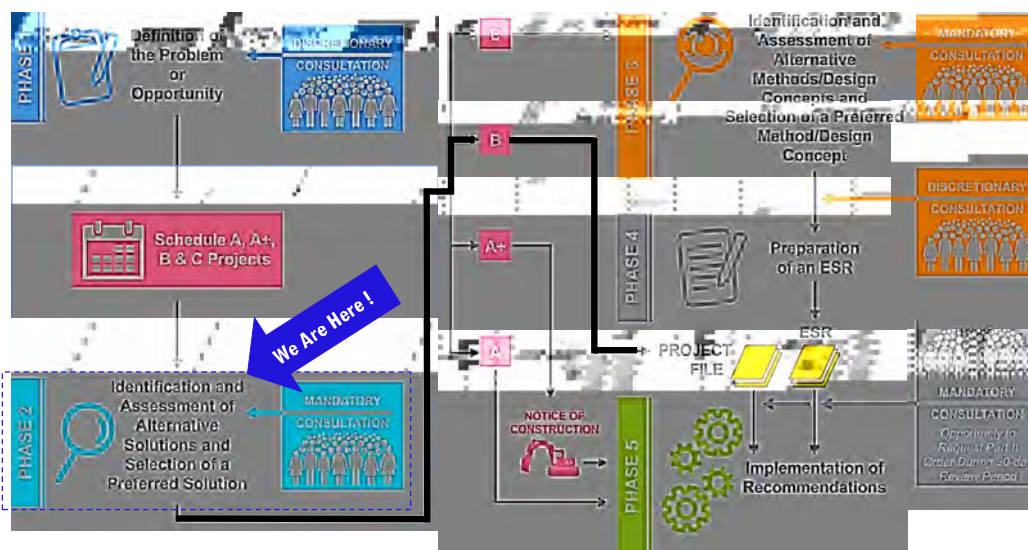 PHASE 1
Definition of
the Problem
or
Opportunity
DISCRETIONARY
CONSULTATION
Schedule A, A+,
B & C Projects
We Are Here !
PHASE 2
Identification and
Assessment of
Alternative
Solutions and
Selection of a
Preferred Solution
MANDATORY
CONSULTATION
B
A+
A
NOTICE OF
CONSTRUCTION
PHASE 3
Identification and
Assessment of
Alternative
Methods/Design
Concepts and
Selection of a Preferred
Method/Design
Concept
MANDATORY
CONSULTATION
DISCRETIONARY
CONSULTATION
PHASE 4
Preparation
of an ESR
ESR
PROJECT
FILE
MANDATORY
CONSULTATION
Opportunity to
Request Part II
Order During 30-day
Review Period
PHASE 5
Implementation of
Recommendations